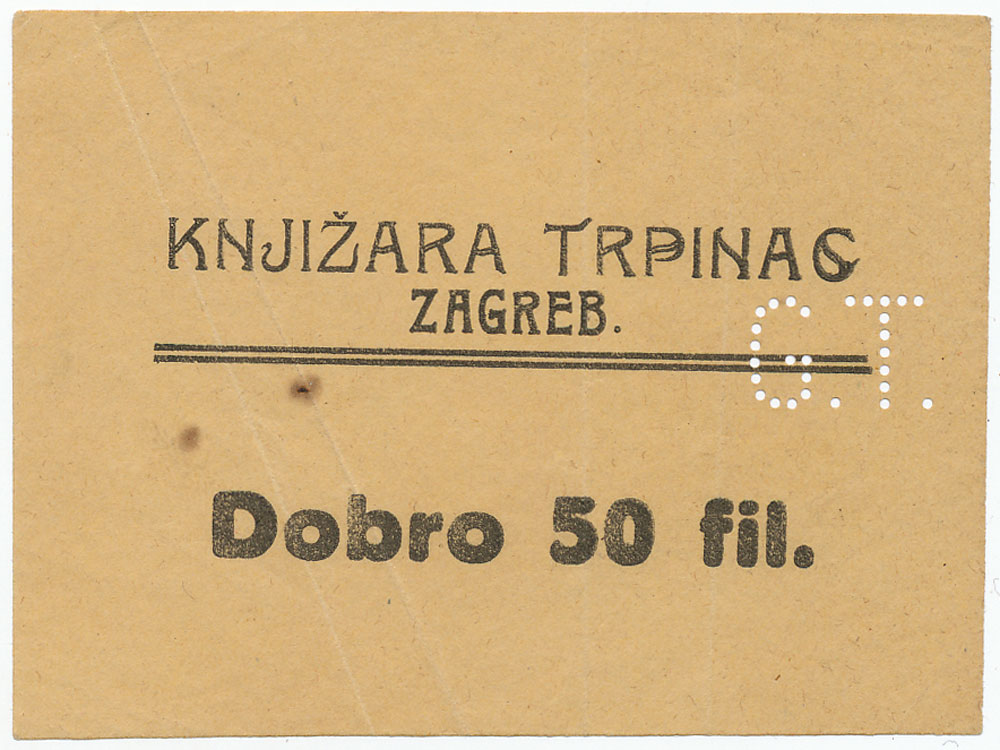 KNJIŽARA TRPINAC
ZAGREB.
G.T.
Dobro 50 fil.